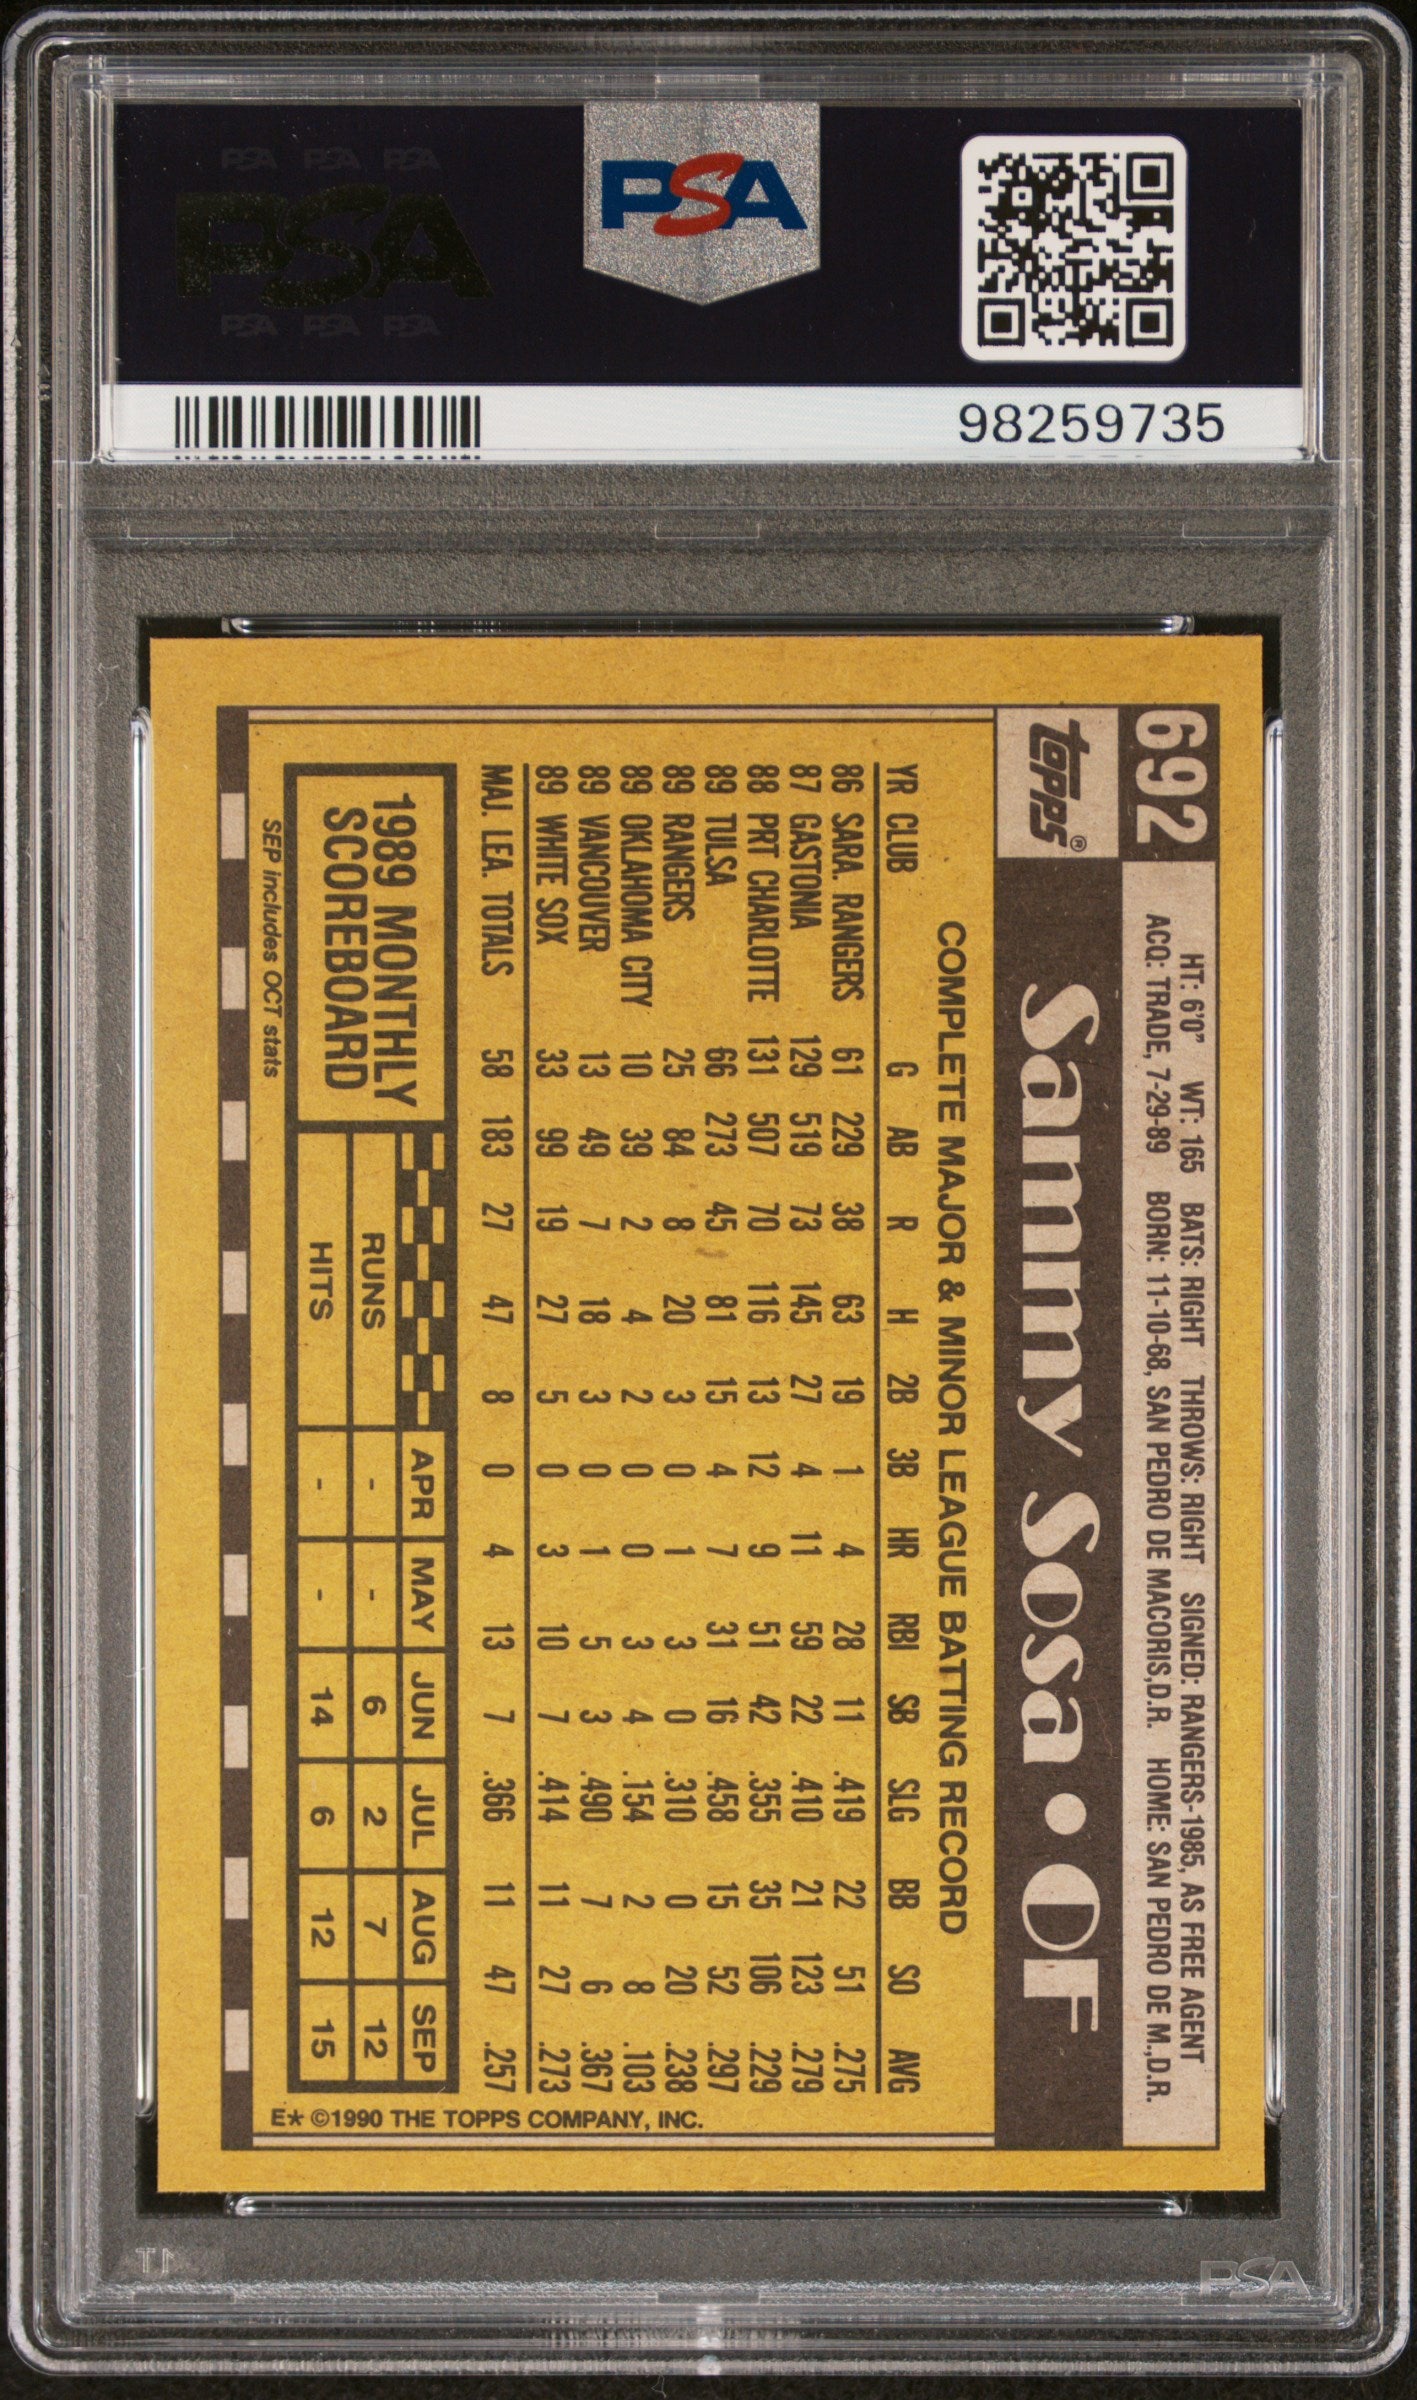 PSA PSA PSA
PSA
PSA PSA PSA
PSA
98259735
692
HT: 6'0" WT: 165 BATS: RIGHT THROWS: RIGHT SIGNED: RANGERS-1985, AS FREE AGENT
ACQ: TRADE, 7-29-89 BORN: 11-10-68, SAN PEDRO DE MACORIS,D.R. HOME: SAN PEDRO DE M.,D.R.
topps®
Sammy Sosa • OF
COMPLETE MAJOR & MINOR LEAGUE BATTING RECORD
YR CLUB G AB R H 2B 3B HR RBI SB SLG BB SO AVG
86 SARA. RANGERS 61 229 38 63 19 1 4 28 11 .419 22 51 .275
87 GASTONIA 129 519 73 145 27 4 11 59 22 .410 21 123 .279
88 PRT CHARLOTTE 131 507 70 116 13 12 9 51 42 .355 35 106 .229
89 TULSA 66 273 45 81 15 4 7 31 16 .458 15 52 .297
89 RANGERS 25 84 8 20 3 0 1 3 0 .310 0 20 .238
89 OKLAHOMA CITY 10 39 2 4 2 0 0 3 4 .154 2 8 .103
89 VANCOUVER 13 49 7 18 3 0 1 5 3 .490 7 6 .367
89 WHITE SOX 33 99 19 27 5 0 3 10 7 .414 11 27 .273
MAJ. LEA. TOTALS 58 183 27 47 8 0 4 13 7 .366 11 47 .257
1989 MONTHLY
SCOREBOARD
APR MAY JUN JUL AUG SEP
RUNS - - 6 2 7 12
HITS - - 14 6 12 15
SEP includes OCT stats
E* ©1990 THE TOPPS COMPANY, INC.
PSA